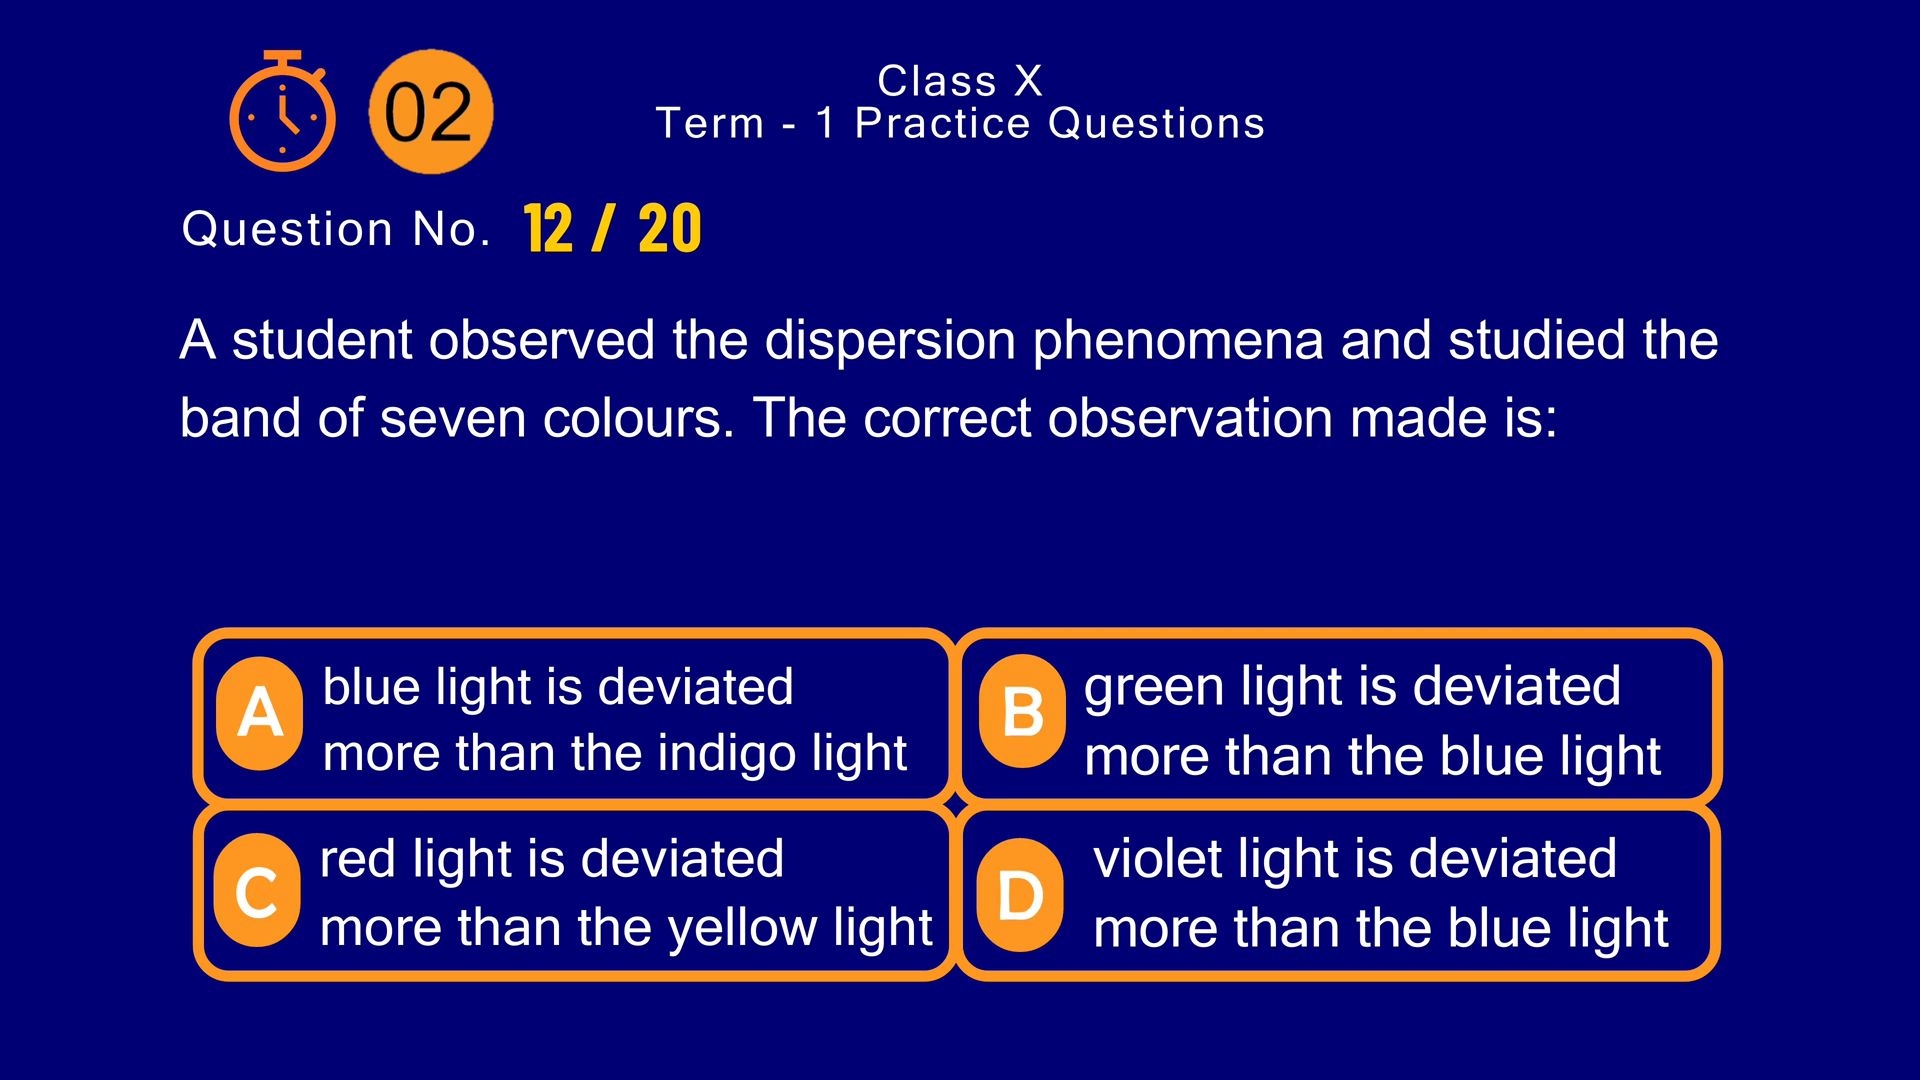 02
Class X
Term - 1 Practice Questions
Question No. 12 / 20
A student observed the dispersion phenomena and studied the
band of seven colours. The correct observation made is:
A blue light is deviated
more than the indigo light
B green light is deviated
more than the blue light
C red light is deviated
more than the yellow light
D violet light is deviated
more than the blue light